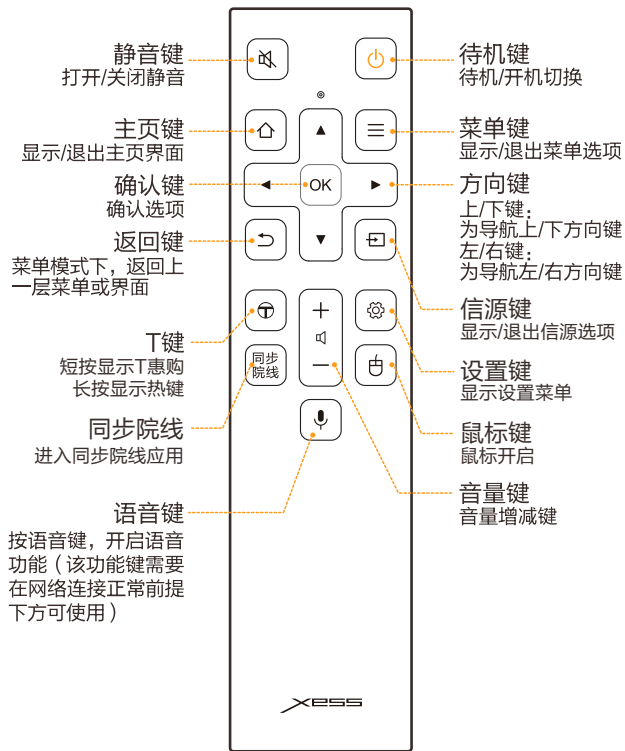 静音键
打开/关闭静音
主页键
显示/退出主页界面
确认键
确认选项
返回键
菜单模式下，返回上
一层菜单或界面
T键
短按显示T惠购
长按显示热键
同步院线
进入同步院线应用
语音键
按语音键，开启语音
功能（该功能键需要
在网络连接正常前提
下方可使用）
OK
同步
院线
xess
待机键
待机/开机切换
菜单键
显示/退出菜单选项
方向键
上/下键：
为导航上/下方向键
左/右键：
为导航左/右方向键
信源键
显示/退出信源选项
设置键
显示设置菜单
鼠标键
鼠标开启
音量键
音量增减键